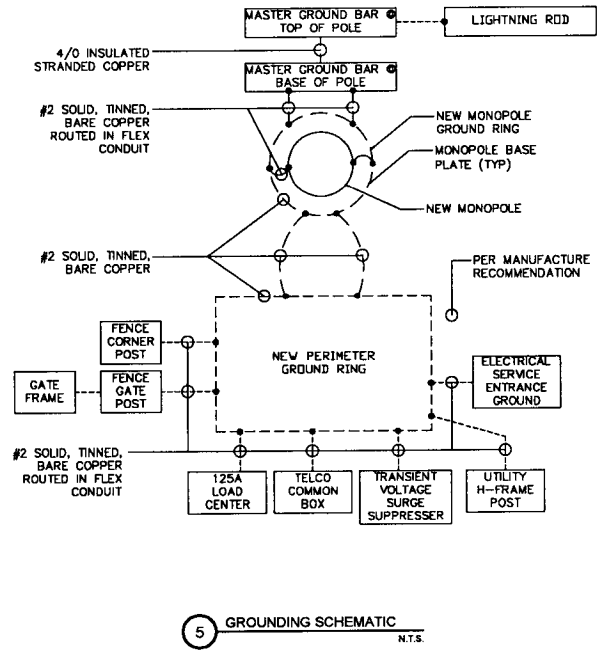 MASTER GROUND BAR
TOP OF POLE
LIGHTNING ROD
4/0 INSULATED
STRANDED COPPER
MASTER GROUND BAR
BASE OF POLE
#2 SOLID, TINNED,
BARE COPPER
ROUTED IN FLEX
CONDUIT
NEW MONOPOLE
GROUND RING
MONOPOLE BASE
PLATE (TYP)
NEW MONOPOLE
#2 SOLID, TINNED,
BARE COPPER
PER MANUFACTURE
RECOMMENDATION
FENCE
CORNER
POST
NEW PERIMETER
GROUND RING
ELECTRICAL
SERVICE
ENTRANCE
GROUND
GATE
FRAME
FENCE
GATE
POST
#2 SOLID, TINNED,
BARE COPPER
ROUTED IN FLEX
CONDUIT
125A
LOAD
CENTER
TELCO
COMMON
BOX
TRANSIENT
VOLTAGE
SURGE
SUPPRESSER
UTILITY
H-FRAME
POST
5
GROUNDING SCHEMATIC
N.T.S.